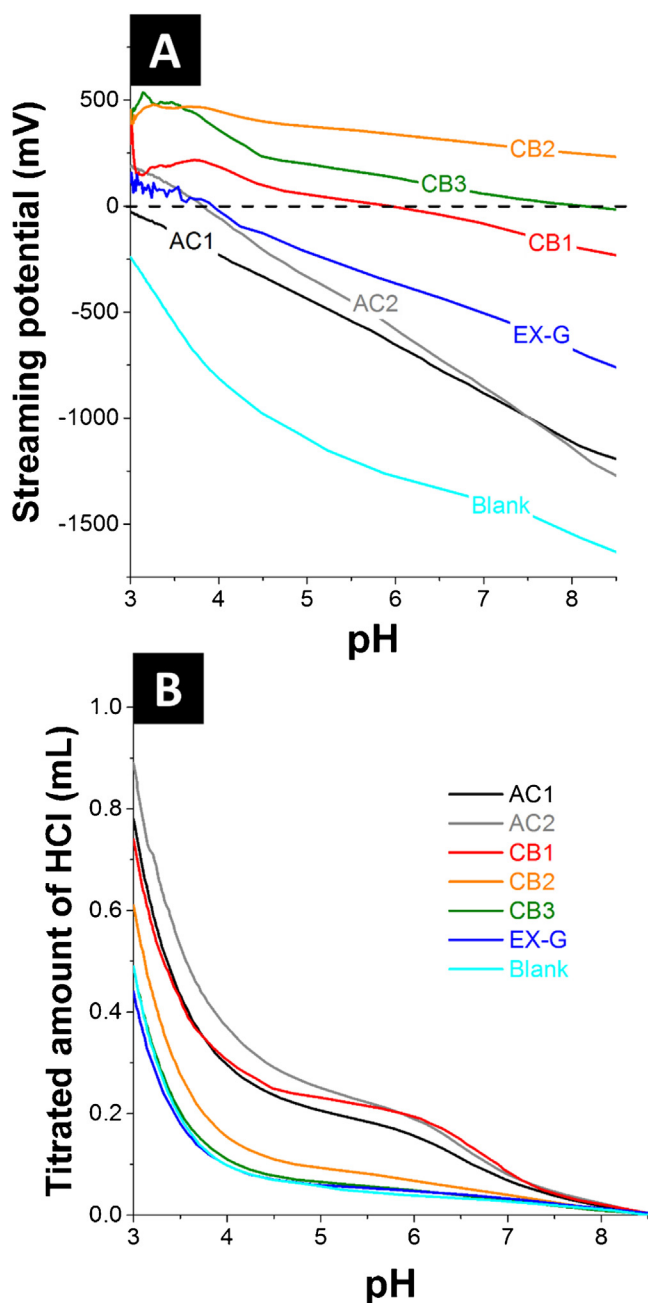 A
Streaming potential (mV)
500
0
-500
-1000
-1500
CB2
CB3
CB1
AC1
AC2
EX-G
Blank
3 4 5 6 7 8
pH
B
Titrated amount of HCl (mL)
1.0
0.8
0.6
0.4
0.2
0.0
AC1
AC2
CB1
CB2
CB3
EX-G
Blank
3 4 5 6 7 8
pH